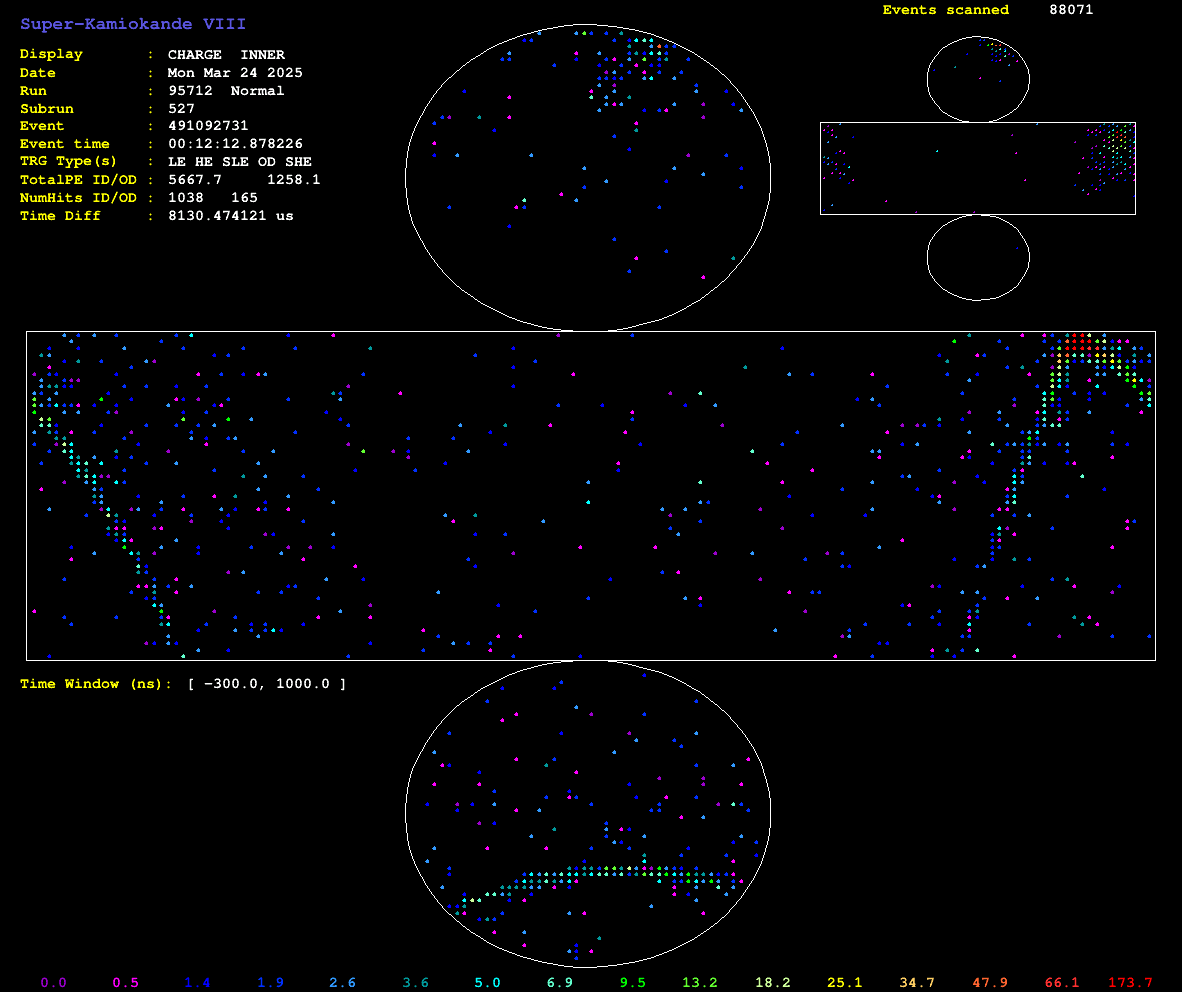 Super-Kamiokande VIII
Events scanned 88071
Display : CHARGE INNER
Date : Mon Mar 24 2025
Run : 95712 Normal
Subrun : 527
Event : 491092731
Event time : 00:12:12.878226
TRG Type(s) : LE HE SLE OD SHE
TotalPE ID/OD : 5667.7 1258.1
NumHits ID/OD : 1038 165
Time Diff : 8130.474121 us
Time Window (ns): [ -300.0, 1000.0 ]
0.0 0.5 1.4 1.9 2.6 3.6 5.0 6.9 9.5 13.2 18.2 25.1 34.7 47.9 66.1 173.7